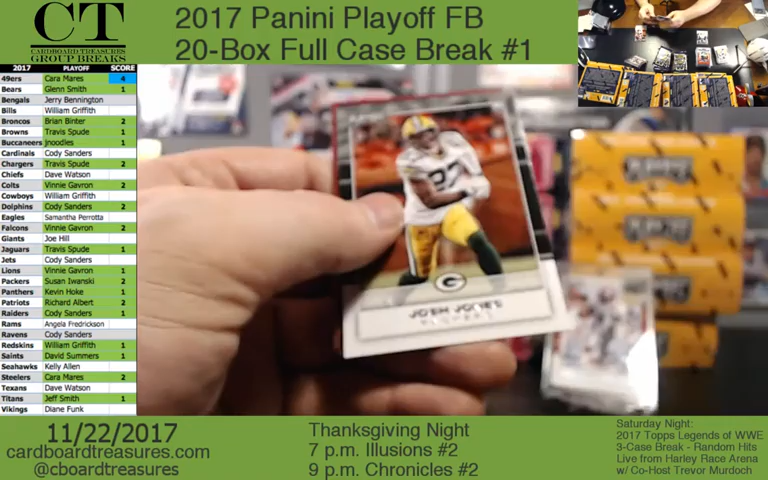 CT
CARDBOARD TREASURES
GROUP BREAKS
2017 Panini Playoff FB
20-Box Full Case Break #1
2017 PLAYOFF SCORE
49ers Cara Mares 4
Bears Glenn Smith 1
Bengals Jerry Bennington
Bills William Griffith
Broncos Brian Binter 2
Browns Travis Spude 1
Buccaneers Jnoodies 1
Cardinals Cody Sanders
Chargers Travis Spude 2
Chiefs Dave Watson
Colts Vinnie Gavron 2
Cowboys William Griffith
Dolphins Cody Sanders 2
Eagles Samantha Perrotta
Falcons Vinnie Gavron 2
Giants Joe Hill
Jaguars Travis Spude 1
Jets Cody Sanders
Lions Vinnie Gavron 1
Packers Susan Iwanski 2
Panthers Kevin Hoke 1
Patriots Richard Albert 2
Raiders Cody Sanders 1
Rams Angela Fredrickson
Ravens Cody Sanders
Redskins William Griffith 1
Saints David Summers 1
Seahawks Kelly Allen
Steelers Cara Mares 2
Texans Dave Watson
Titans Jeff Smith 1
Vikings Diane Funk
27
G
JOSH JONES
PLAYOFF
11/22/2017
cardboardtreasures.com
@cboardtreasures
Thanksgiving Night
7 p.m. Illusions #2
9 p.m. Chronicles #2
Saturday Night:
2017 Topps Legends of WWE
3-Case Break - Random Hits
Live from Harley Race Arena
w/ Co-Host Trevor Murdoch